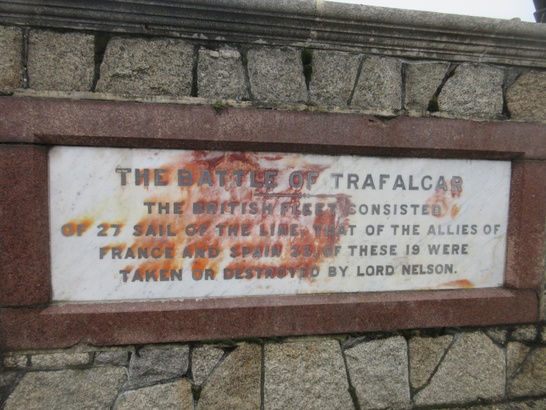 THE BATTLE OF TRAFALGAR
THE BRITISH FLEET CONSISTED
OF 27 SAIL OF THE LINE, THAT OF THE ALLIES OF
FRANCE AND SPAIN 33 OF THESE 19 WERE
TAKEN OR DESTROYED BY LORD NELSON.